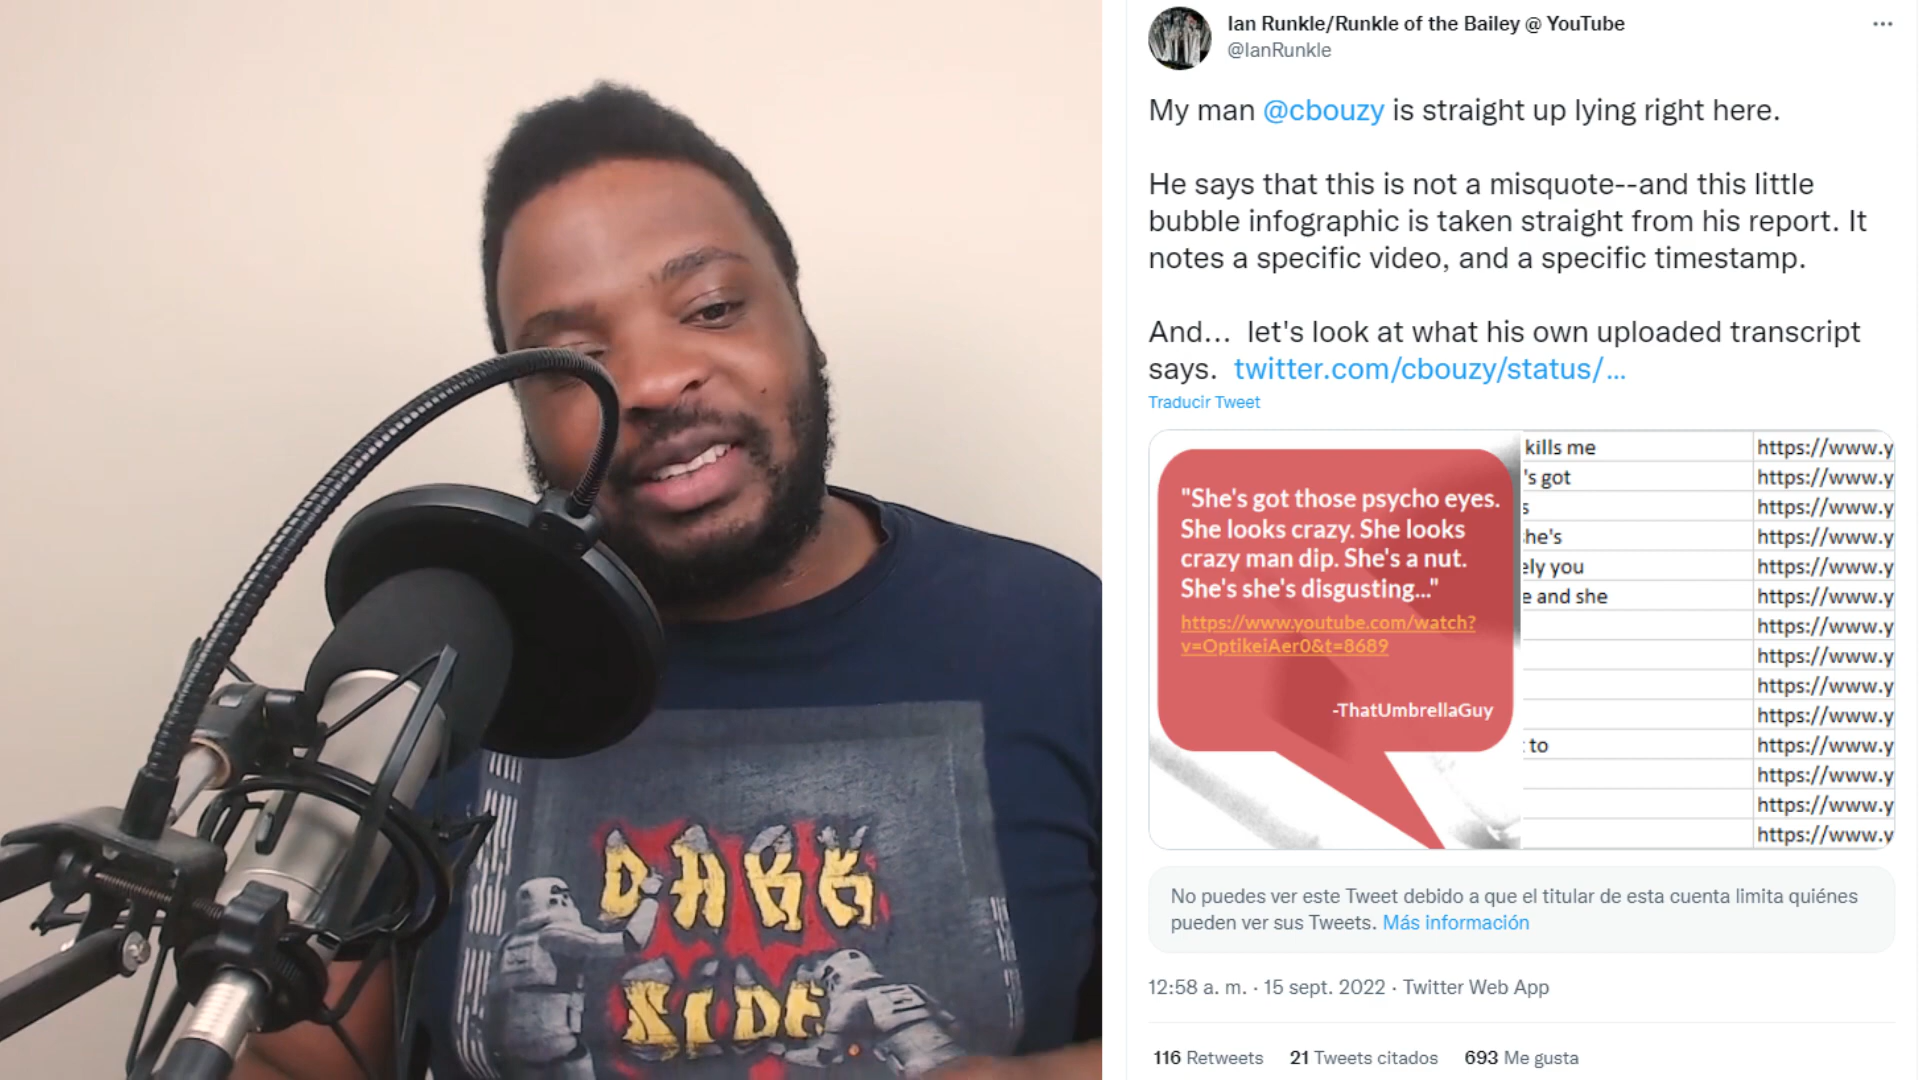 Ian Runkle/Runkle of the Bailey @ YouTube
@IanRunkle
My man @cbouzy is straight up lying right here.
He says that this is not a misquote--and this little
bubble infographic is taken straight from his report. It
notes a specific video, and a specific timestamp.
And... let's look at what his own uploaded transcript
says. twitter.com/cbouzy/status/...
Traducir Tweet
"She's got those psycho eyes.
She looks crazy. She looks
crazy man dip. She's a nut.
She's she's disgusting..."
https://www.youtube.com/watch?
v=OptikeiAer0&t=8689
-ThatUmbrellaGuy
kills me https://www.y
's got https://www.y
s https://www.y
she's https://www.y
ely you https://www.y
e and she https://www.y
https://www.y
https://www.y
https://www.y
https://www.y
: to https://www.y
https://www.y
https://www.y
https://www.y
No puedes ver este Tweet debido a que el titular de esta cuenta limita quiénes
pueden ver sus Tweets. Más información
12:58 a. m. · 15 sept. 2022 · Twitter Web App
116 Retweets 21 Tweets citados 693 Me gusta
DARK
SIDE